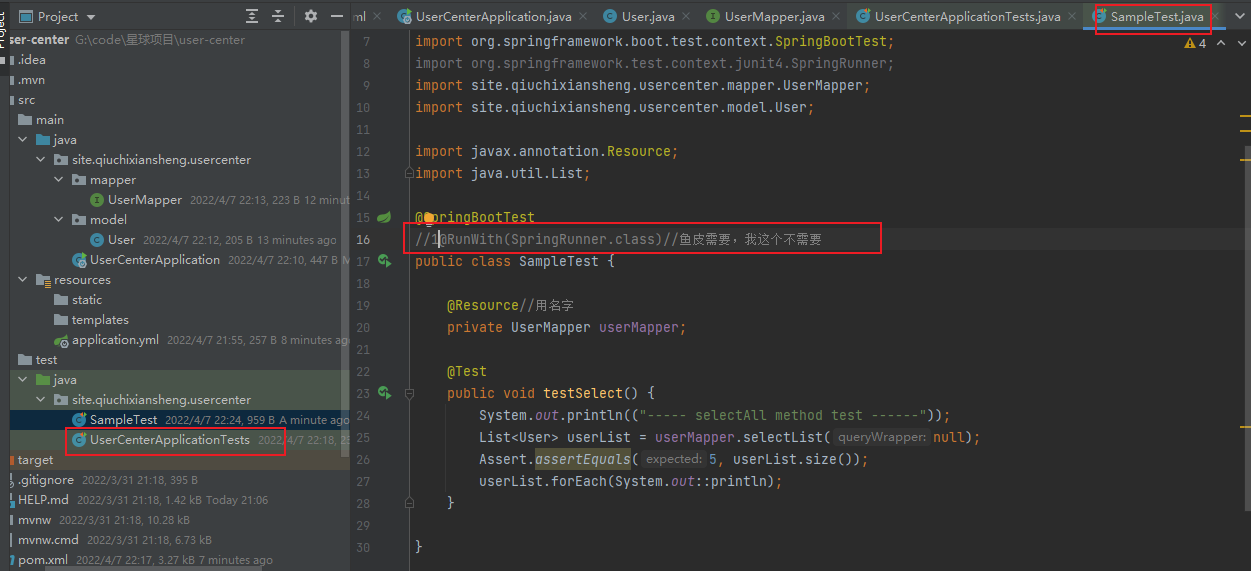 Project
ml
UserCenterApplication.java
User.java
UserMapper.java
UserCenterApplicationTests.java
SampleTest.java
Project
ser-center G:\code\星球项目\user-center
.idea
.mvn
src
main
java
site.qiuchixiansheng.usercenter
mapper
UserMapper 2022/4/7 22:13, 223 B 12 minut
model
User 2022/4/7 22:12, 205 B 13 minutes ago
UserCenterApplication 2022/4/7 22:10, 447 B M
resources
static
templates
application.yml 2022/4/7 21:55, 257 B 8 minutes ag
test
java
site.qiuchixiansheng.usercenter
SampleTest 2022/4/7 22:24, 959 B A minute ago
UserCenterApplicationTests 2022/4/7 22:18, 25
target
.gitignore 2022/3/31 21:18, 395 B
HELP.md 2022/3/31 21:18, 1.42 kB Today 21:06
mvnw 2022/3/31 21:18, 10.28 kB
mvnw.cmd 2022/3/31 21:18, 6.73 kB
pom.xml 2022/4/7 22:17, 3.27 kB 7 minutes ago
4
7 import org.springframework.boot.test.context.SpringBootTest;
8 import org.springframework.test.context.junit4.SpringRunner;
9 import site.qiuchixiansheng.usercenter.mapper.UserMapper;
10 import site.qiuchixiansheng.usercenter.model.User;
11
12 import javax.annotation.Resource;
13 import java.util.List;
14
15 @SpringBootTest
16 //1@RunWith(SpringRunner.class)//鱼皮需要，我这个不需要
17 public class SampleTest {
18
19 @Resource//用名字
20 private UserMapper userMapper;
21
22 @Test
23 public void testSelect() {
24 System.out.println(("----- selectAll method test ------"));
25 List<User> userList = userMapper.selectList( queryWrapper: null);
26 Assert.assertEquals( expected: 5, userList.size());
27 userList.forEach(System.out::println);
28 }
29
30 }